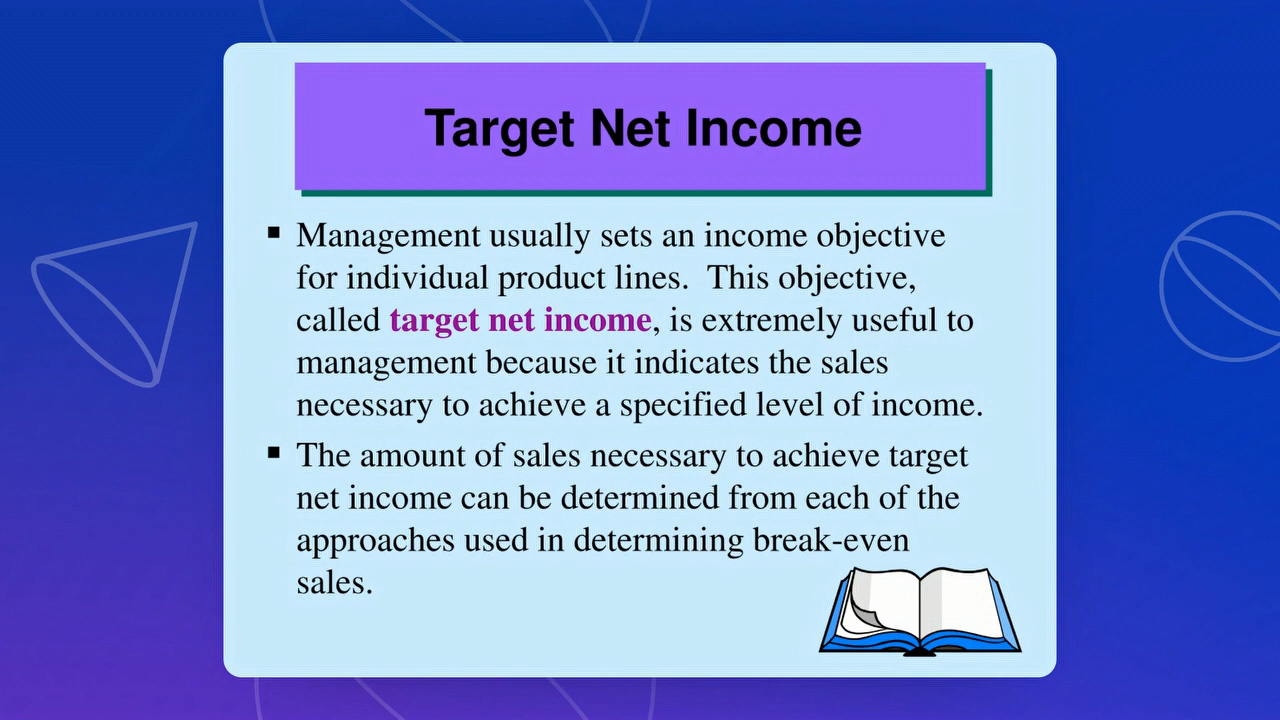 Target Net Income
▪ Management usually sets an income objective
for individual product lines.  This objective,
called target net income, is extremely useful to
management because it indicates the sales
necessary to achieve a specified level of income.
▪ The amount of sales necessary to achieve target
net income can be determined from each of the
approaches used in determining break-even
sales.